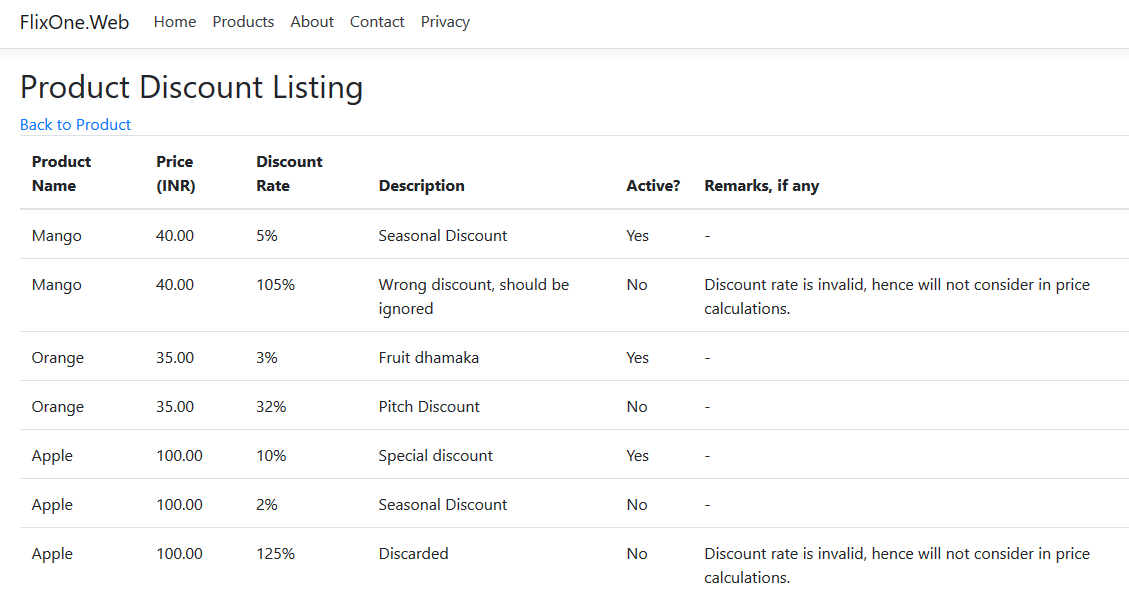 FlixOne.Web Home Products About Contact Privacy
Product Discount Listing
Back to Product
Product Name Price (INR) Discount Rate Description Active? Remarks, if any
Mango 40.00 5% Seasonal Discount Yes -
Mango 40.00 105% Wrong discount, should be ignored No Discount rate is invalid, hence will not consider in price calculations.
Orange 35.00 3% Fruit dhamaka Yes -
Orange 35.00 32% Pitch Discount No -
Apple 100.00 10% Special discount Yes -
Apple 100.00 2% Seasonal Discount No -
Apple 100.00 125% Discarded No Discount rate is invalid, hence will not consider in price calculations.